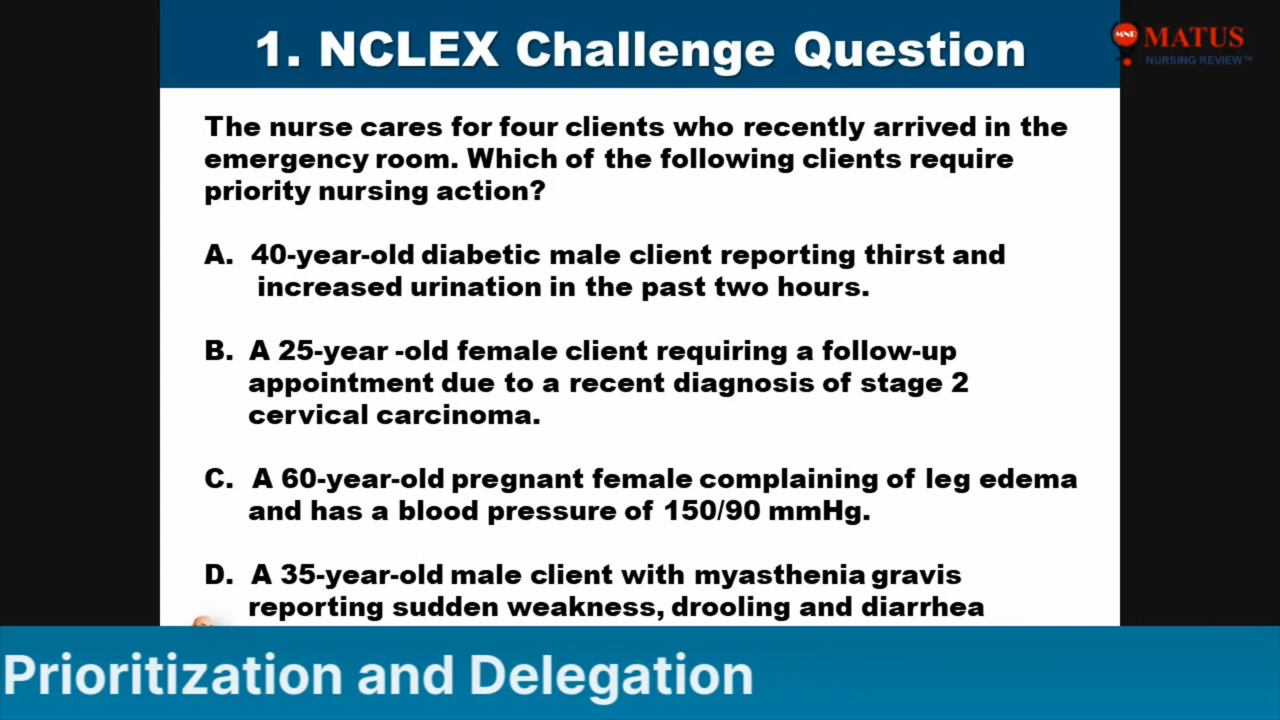 1. NCLEX Challenge Question
MNR MATUS
NURSING REVIEW™
The nurse cares for four clients who recently arrived in the
emergency room. Which of the following clients require
priority nursing action?
A. 40-year-old diabetic male client reporting thirst and
increased urination in the past two hours.
B. A 25-year -old female client requiring a follow-up
appointment due to a recent diagnosis of stage 2
cervical carcinoma.
C. A 60-year-old pregnant female complaining of leg edema
and has a blood pressure of 150/90 mmHg.
D. A 35-year-old male client with myasthenia gravis
reporting sudden weakness, drooling and diarrhea
Prioritization and Delegation